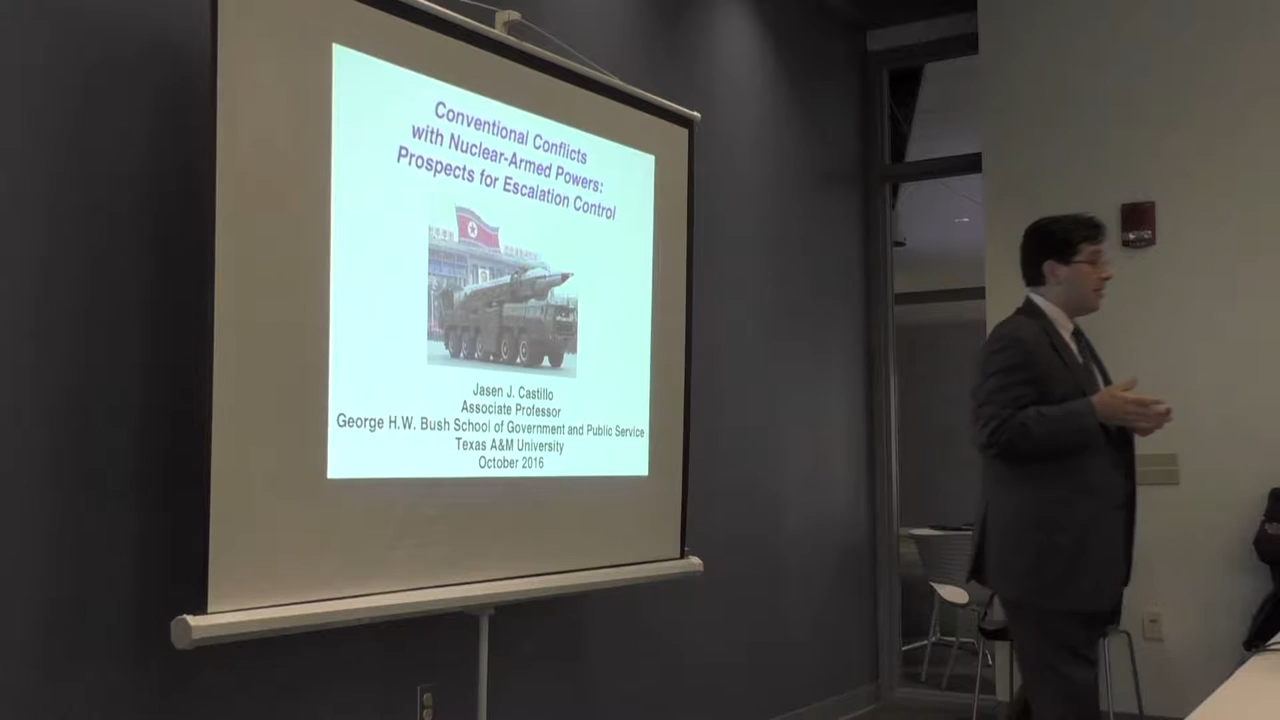 Conventional Conflicts
with Nuclear-Armed Powers:
Prospects for Escalation Control
Jasen J. Castillo
Associate Professor
George H.W. Bush School of Government and Public Service
Texas A&M University
October 2016